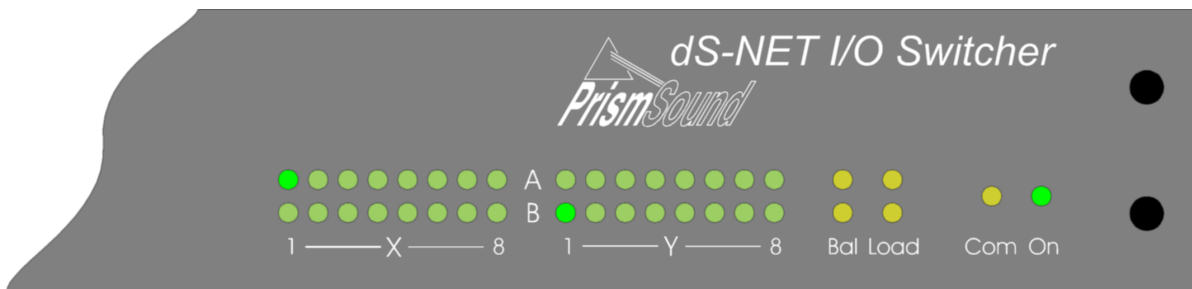 dS-NET I/O Switcher
PrismSound
A
B
1 X 8 1 Y 8 Bal Load Com On